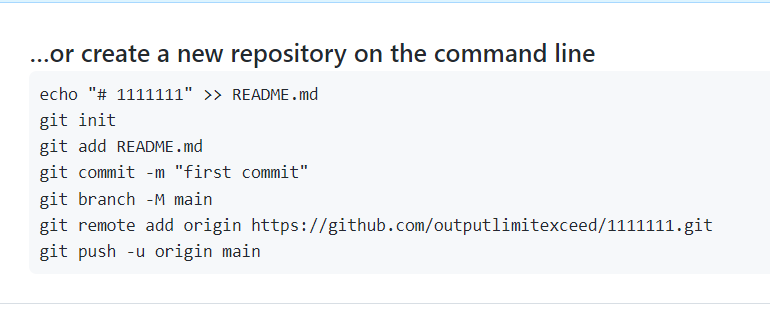 ...or create a new repository on the command line
echo "# 1111111" >> README.md
git init
git add README.md
git commit -m "first commit"
git branch -M main
git remote add origin https://github.com/outputlimitexceed/1111111.git
git push -u origin main